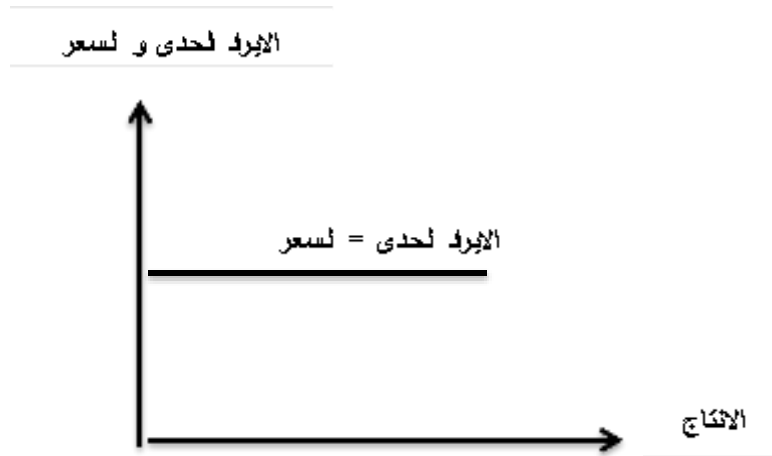 الايرد لحدى و لسعر
الايرد لحدى = لسعر
الانتاج